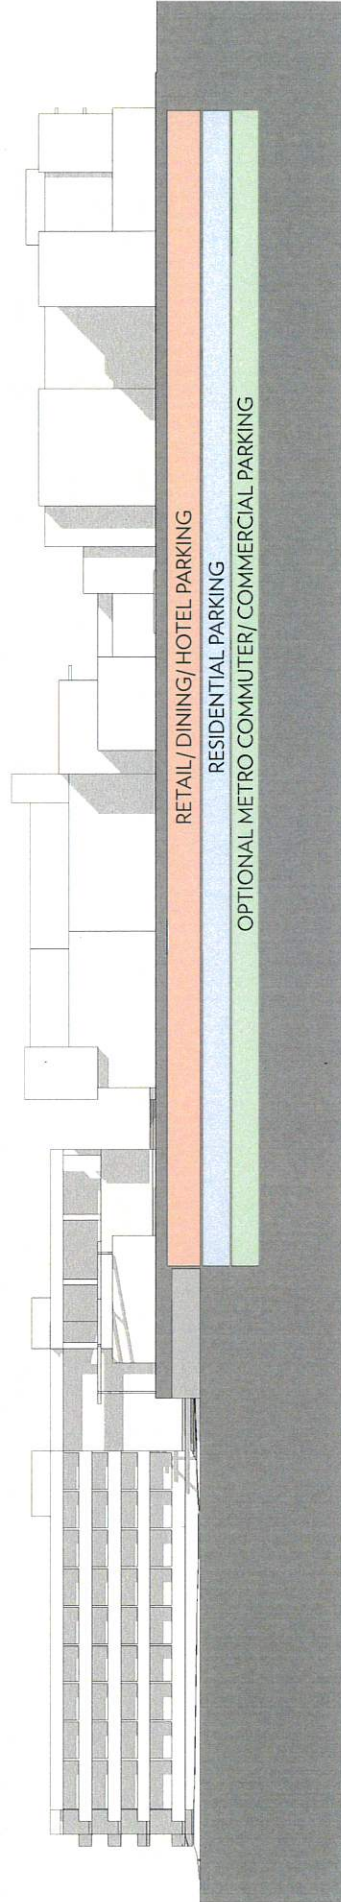 RETAIL/ DINING/ HOTEL PARKING
RESIDENTIAL PARKING
OPTIONAL METRO COMMUTER/ COMMERCIAL PARKING